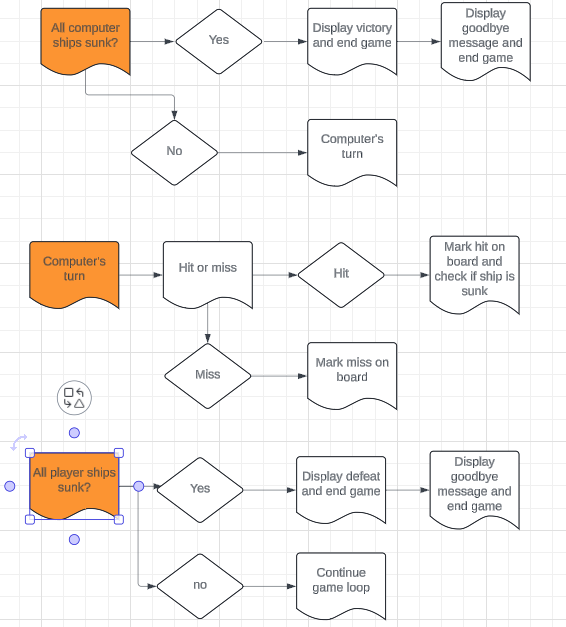 All computer
ships sunk?
Yes
Display victory
and end game
Display
goodbye
message and
end game
No
Computer's
turn
Computer's
turn
Hit or miss
Hit
Mark hit on
board and
check if ship is
sunk
Miss
Mark miss on
board
All player ships
sunk?
Yes
Display defeat
and end game
Display
goodbye
message and
end game
no
Continue
game loop